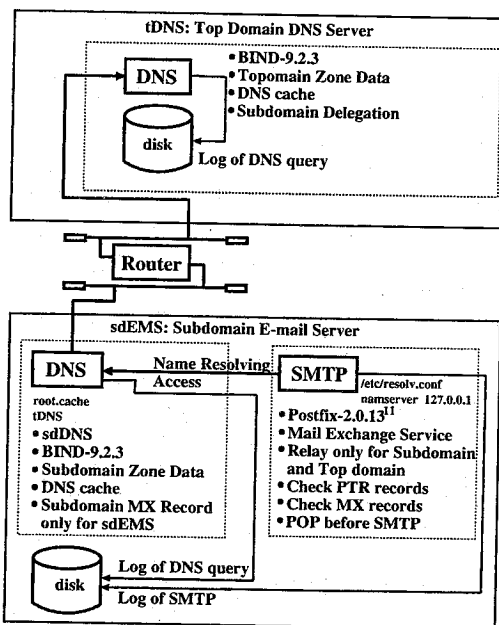 tDNS: Top Domain DNS Server
DNS
• BIND-9.2.3
• Topomain Zone Data
• DNS cache
• Subdomain Delegation
disk
Log of DNS query
Router
sdEMS: Subdomain E-mail Server
DNS
Name Resolving
Access
SMTP
/etc/resolv.conf
namserver 127.0.0.1
root.cache
tDNS
• sdDNS
• BIND-9.2.3
• Subdomain Zone Data
• DNS cache
• Subdomain MX Record
only for sdEMS
• Postfix-2.0.13¹¹
• Mail Exchange Service
• Relay only for Subdomain
and Top domain
• Check PTR records
• Check MX records
• POP before SMTP
disk
Log of DNS query
Log of SMTP